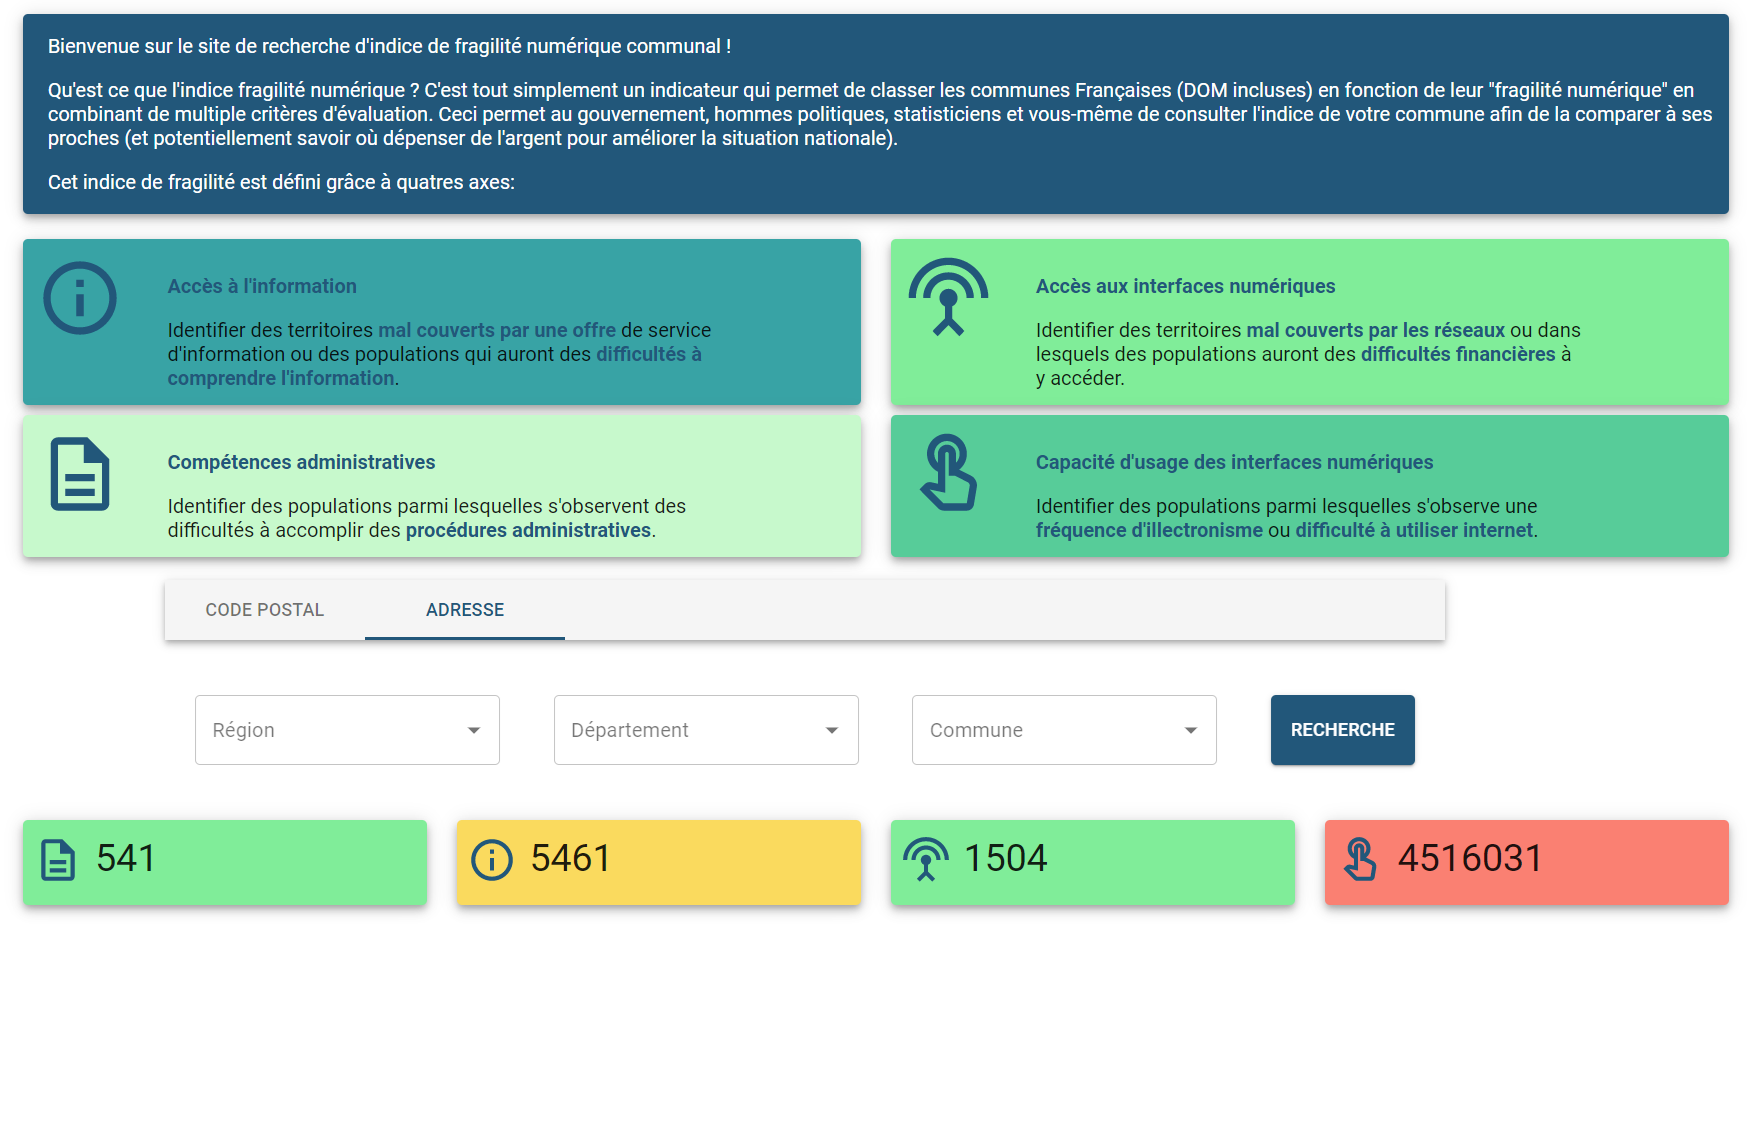 Bienvenue sur le site de recherche d'indice de fragilité numérique communal !
Qu'est ce que l'indice fragilité numérique ? C'est tout simplement un indicateur qui permet de classer les communes Françaises (DOM incluses) en fonction de leur "fragilité numérique" en
combinant de multiple critères d'évaluation. Ceci permet au gouvernement, hommes politiques, statisticiens et vous-même de consulter l'indice de votre commune afin de la comparer à ses
proches (et potentiellement savoir où dépenser de l'argent pour améliorer la situation nationale).
Cet indice de fragilité est défini grâce à quatres axes:
Accès à l'information
Identifier des territoires mal couverts par une offre de service
d'information ou des populations qui auront des difficultés à
comprendre l'information.
Accès aux interfaces numériques
Identifier des territoires mal couverts par les réseaux ou dans
lesquels des populations auront des difficultés financières à
y accéder.
Compétences administratives
Identifier des populations parmi lesquelles s'observent des
difficultés à accomplir des procédures administratives.
Capacité d'usage des interfaces numériques
Identifier des populations parmi lesquelles s'observe une
fréquence d'illectronisme ou difficulté à utiliser internet.
CODE POSTAL
ADRESSE
Région
Département
Commune
RECHERCHE
541
5461
1504
4516031